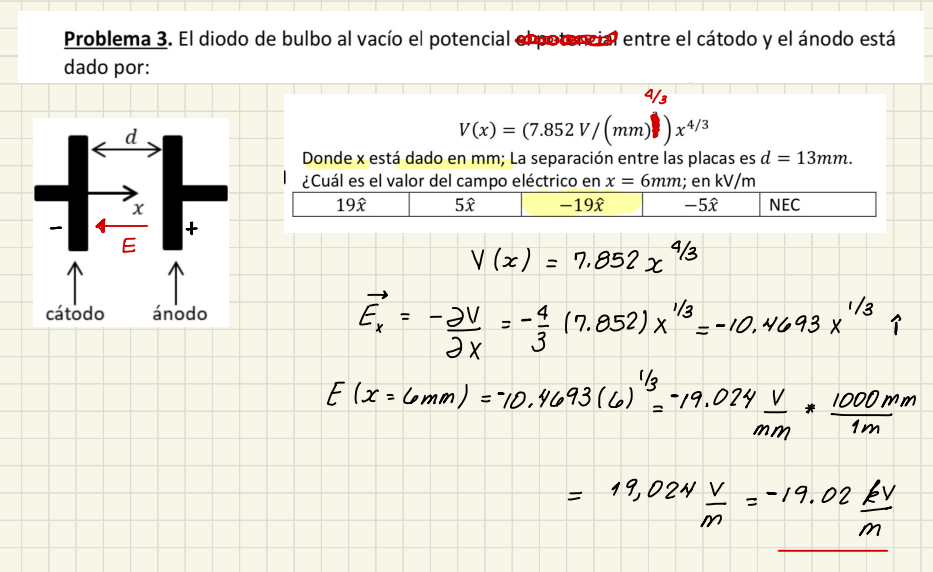 Problema 3. El diodo de bulbo al vacío el potencial entre el cátodo y el ánodo está
dado por:
4/3
V(x) = (7.852 V/(mm) ) x^4/3
Donde x está dado en mm; La separación entre las placas es d = 13mm.
¿Cuál es el valor del campo eléctrico en x = 6mm; en kV/m
19x̂ 5x̂ −19x̂ −5x̂ NEC
d
x
- E +
cátodo ánodo
V(x) = 7.852 x^4/3
E⃗x = -∂V/∂x = -4/3 (7.852) x^1/3 = -10.4693 x^1/3 î
E (x = 6mm) = -10.4693(6)^1/3 = -19.024 V/mm * 1000mm/1m
= 19,024 V/m = -19.02 kV/m